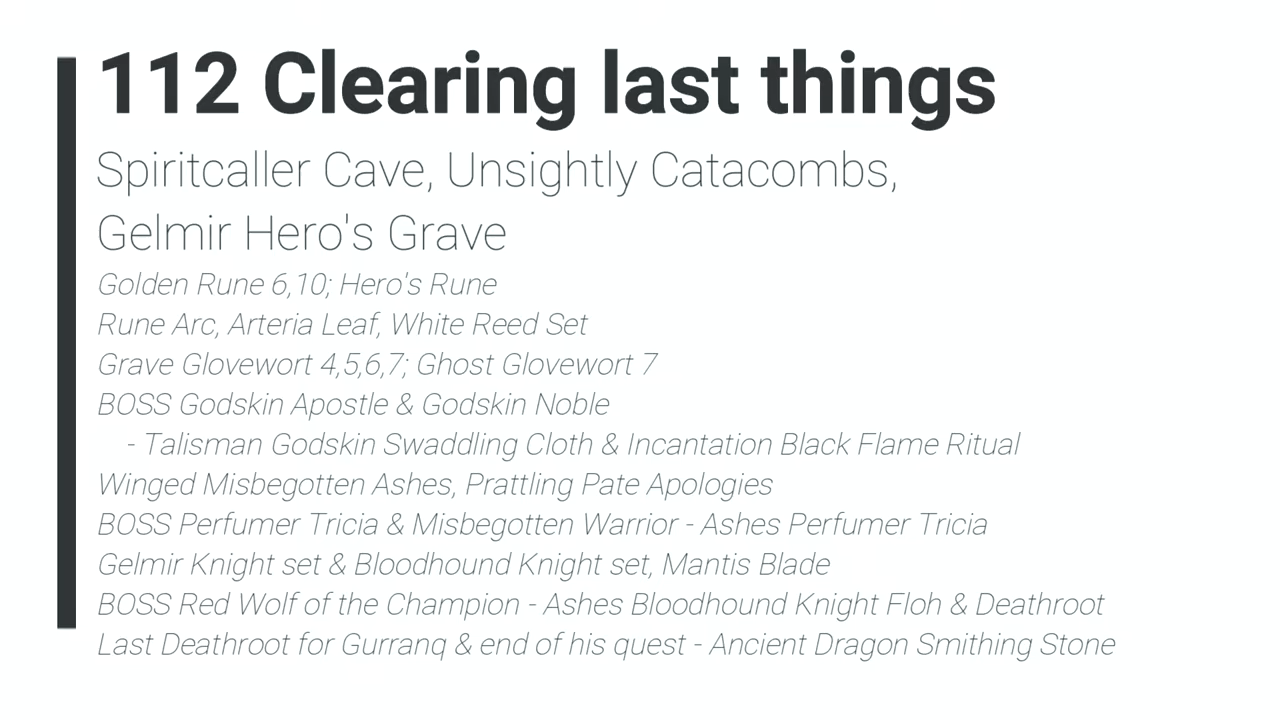 112 Clearing last things
Spiritcaller Cave, Unsightly Catacombs,
Gelmir Hero's Grave
Golden Rune 6,10; Hero's Rune
Rune Arc, Arteria Leaf, White Reed Set
Grave Glovewort 4,5,6,7; Ghost Glovewort 7
BOSS Godskin Apostle & Godskin Noble
- Talisman Godskin Swaddling Cloth & Incantation Black Flame Ritual
Winged Misbegotten Ashes, Prattling Pate Apologies
BOSS Perfumer Tricia & Misbegotten Warrior - Ashes Perfumer Tricia
Gelmir Knight set & Bloodhound Knight set, Mantis Blade
BOSS Red Wolf of the Champion - Ashes Bloodhound Knight Floh & Deathroot
Last Deathroot for Gurranq & end of his quest - Ancient Dragon Smithing Stone